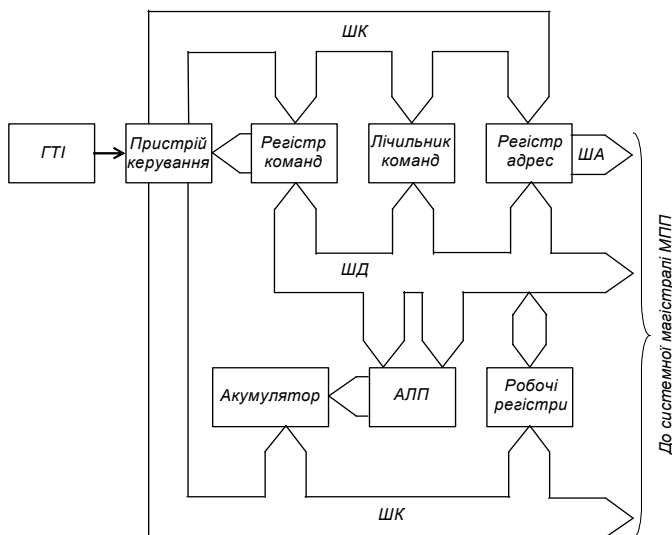 ШК
ГТІ
Пристрій
керування
Регістр
команд
Лічильник
команд
Регістр
адрес
ША
ШД
Акумулятор
АЛП
Робочі
регістри
ШК
До системної магістралі МПП